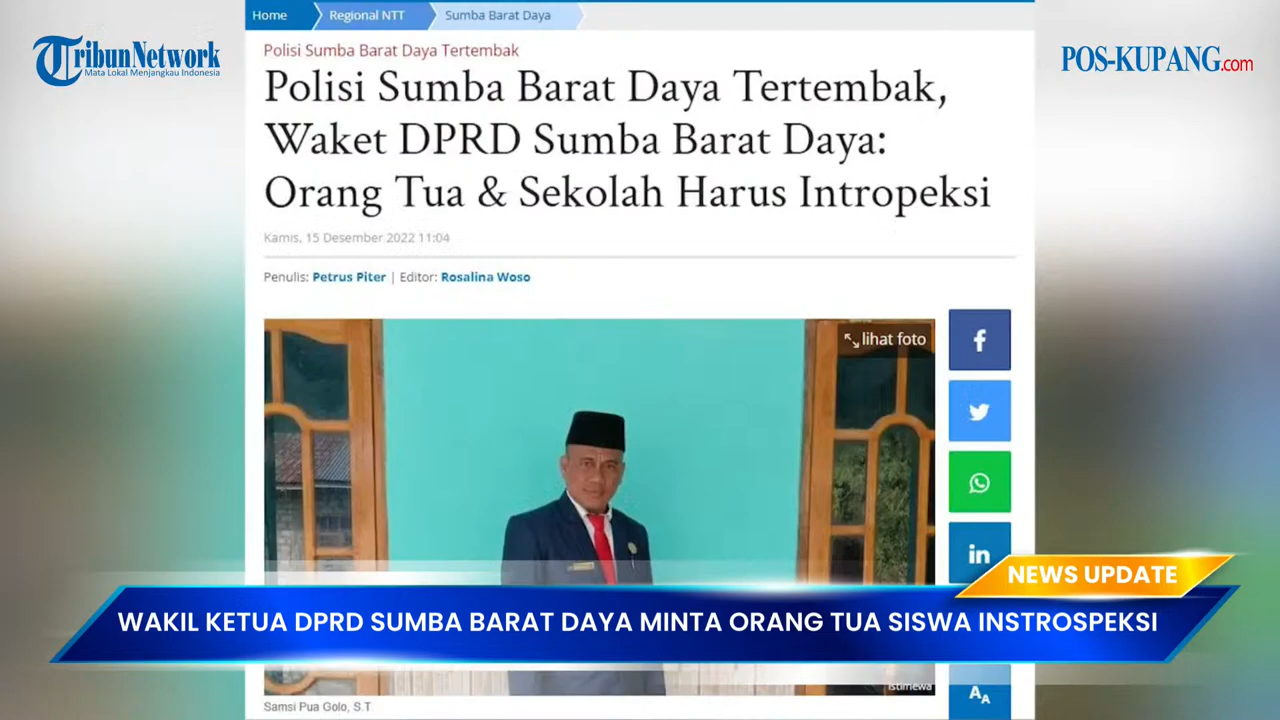 Home
Regional NTT
Sumba Barat Daya
TribunNetwork
Mata Lokal Menjangkau Indonesia
POS-KUPANG.com
Polisi Sumba Barat Daya Tertembak
Polisi Sumba Barat Daya Tertembak,
Waket DPRD Sumba Barat Daya:
Orang Tua & Sekolah Harus Intropeksi
Kamis, 15 Desember 2022 11:04
Penulis: Petrus Piter | Editor: Rosalina Woso
lihat foto
f
in
NEWS UPDATE
WAKIL KETUA DPRD SUMBA BARAT DAYA MINTA ORANG TUA SISWA INSTROSPEKSI
istimewa
AA
Samsi Pua Golo, S.T